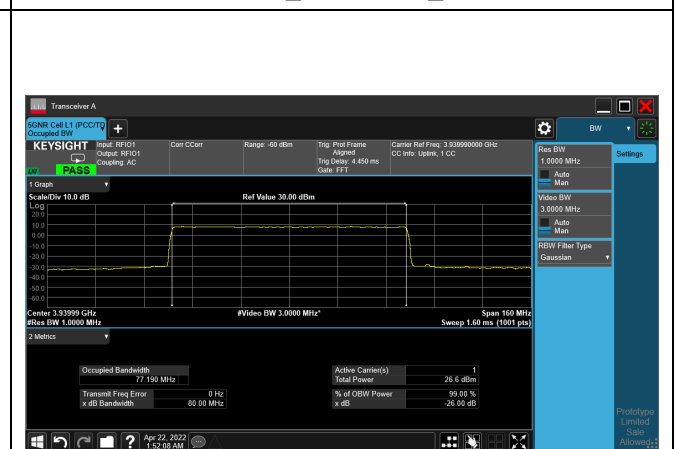 Transceiver A
5GNR Cell L1 (PCC/TD
Occupied BW
BW
KEYSIGHT
LXI
PASS
Input: RFIO1
Output: RFIO1
Coupling: AC
Corr CCorr
Range: -60 dBm
Trig: Prot Frame
Aligned
Trig Delay: 4.450 ms
Gate: FFT
Carrier Ref Freq: 3.939990000 GHz
CC Info: Uplink, 1 CC
1 Graph
Scale/Div 10.0 dB
Ref Value 30.00 dBm
Log
20.0
10.0
0.00
-10.0
-20.0
-30.0
-40.0
-50.0
-60.0
Center 3.93999 GHz
#Video BW 3.0000 MHz*
Span 160 MHz
#Res BW 1.0000 MHz
Sweep 1.60 ms (1001 pts)
2 Metrics
Occupied Bandwidth
77.190 MHz
Transmit Freq Error 0 Hz
x dB Bandwidth 80.00 MHz
Active Carrier(s) 1
Total Power 26.6 dBm
% of OBW Power 99.00 %
x dB -26.00 dB
Res BW
1.0000 MHz
Auto
Man
Video BW
3.0000 MHz
Auto
Man
RBW Filter Type
Gaussian
Settings
Prototype
Limited
Sale
Allowed
Apr 22, 2022
1:52:08 AM